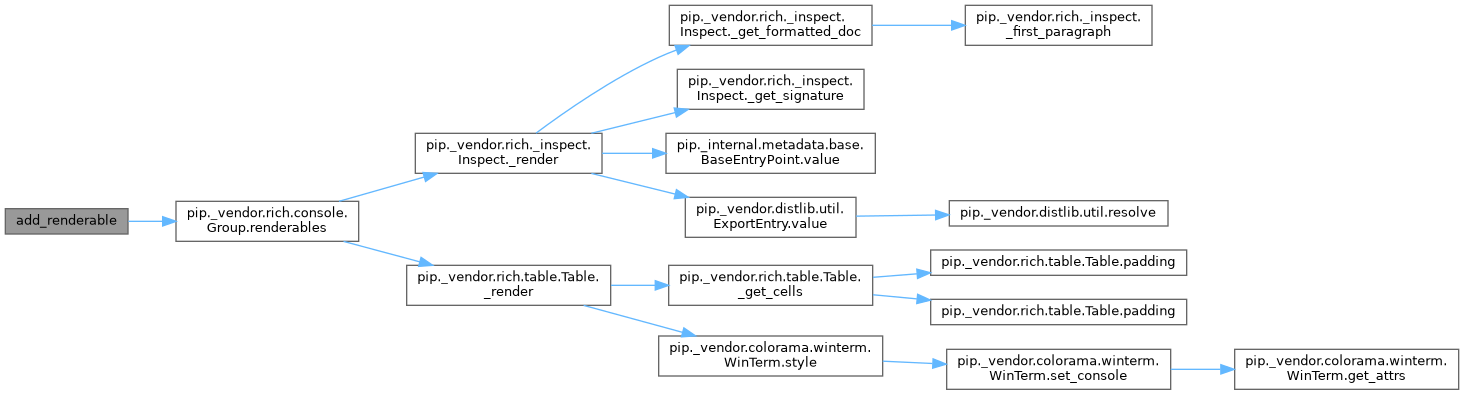 add_renderable
pip._vendor.rich.console.
Group.renderables
pip._vendor.rich._inspect.
Inspect._render
pip._vendor.rich._inspect.
Inspect._get_formatted_doc
pip._vendor.rich._inspect.
_first_paragraph
pip._vendor.rich._inspect.
Inspect._get_signature
pip._internal.metadata.base.
BaseEntryPoint.value
pip._vendor.distlib.util.
ExportEntry.value
pip._vendor.distlib.util.resolve
pip._vendor.rich.table.Table.
_render
pip._vendor.rich.table.Table.
_get_cells
pip._vendor.rich.table.Table.padding
pip._vendor.rich.table.Table.padding
pip._vendor.colorama.winterm.
WinTerm.style
pip._vendor.colorama.winterm.
WinTerm.set_console
pip._vendor.colorama.winterm.
WinTerm.get_attrs